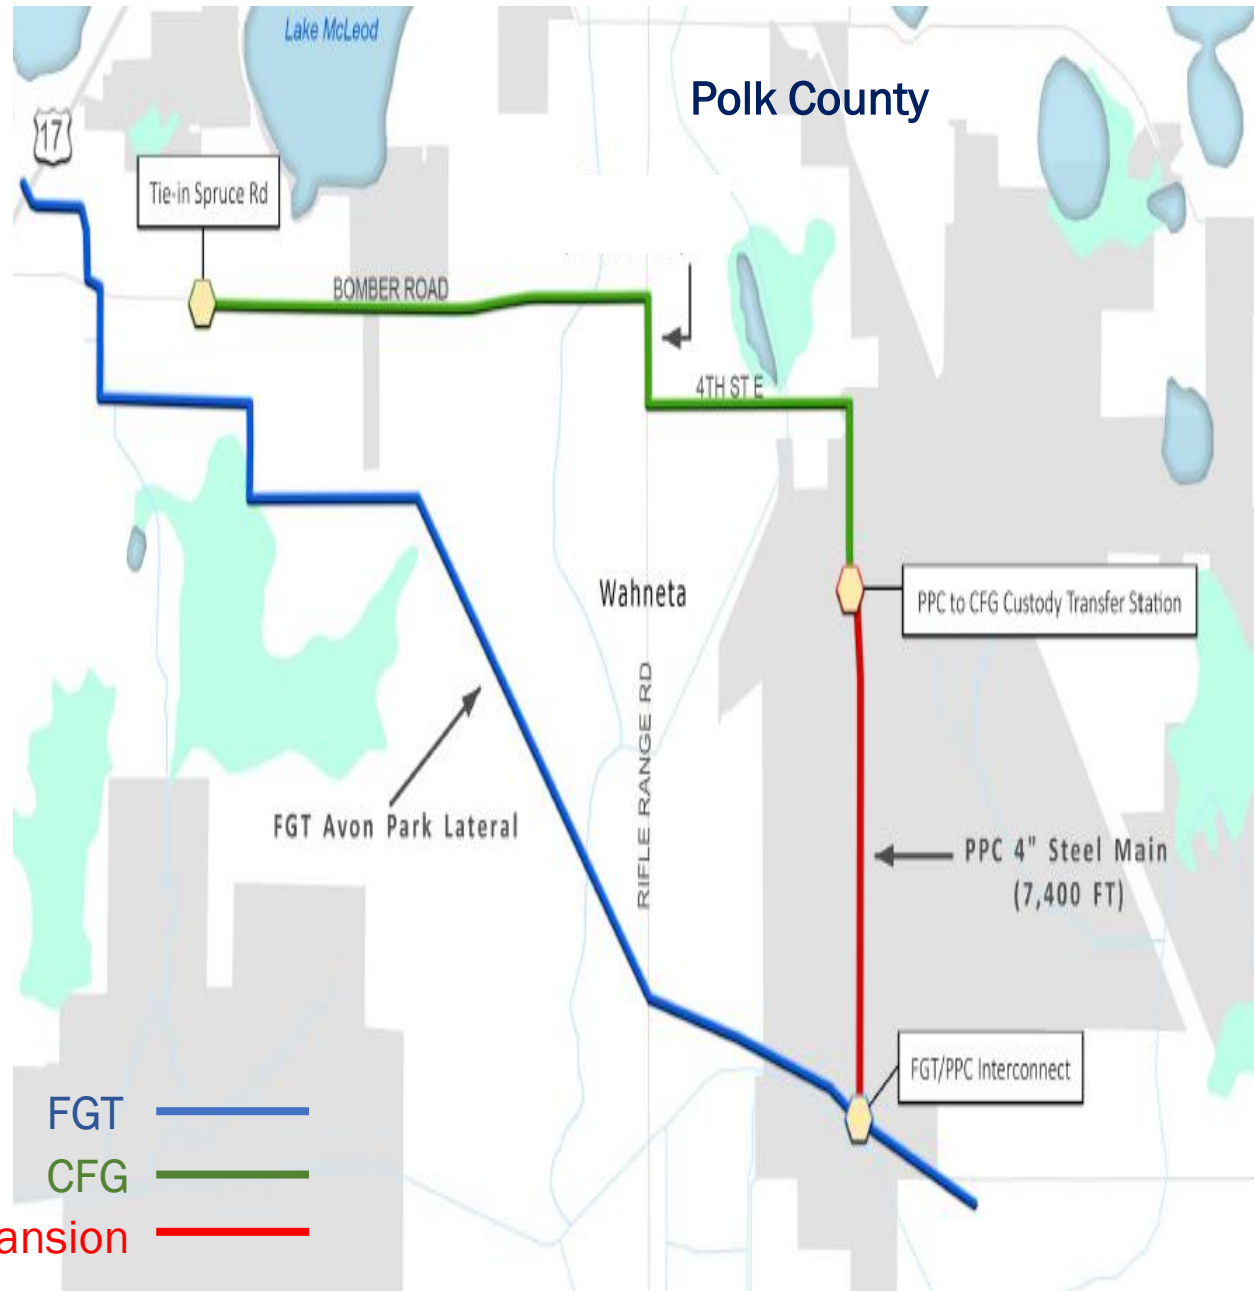 Lake McLeod
Polk County
17
Tie-in Spruce Rd
BOMBER ROAD
4TH ST E
Wahneta
PPC to CFG Custody Transfer Station
RIFLE RANGE RD
FGT Avon Park Lateral
PPC 4" Steel Main
(7,400 FT)
FGT/PPC Interconnect
FGT
CFG
ansion